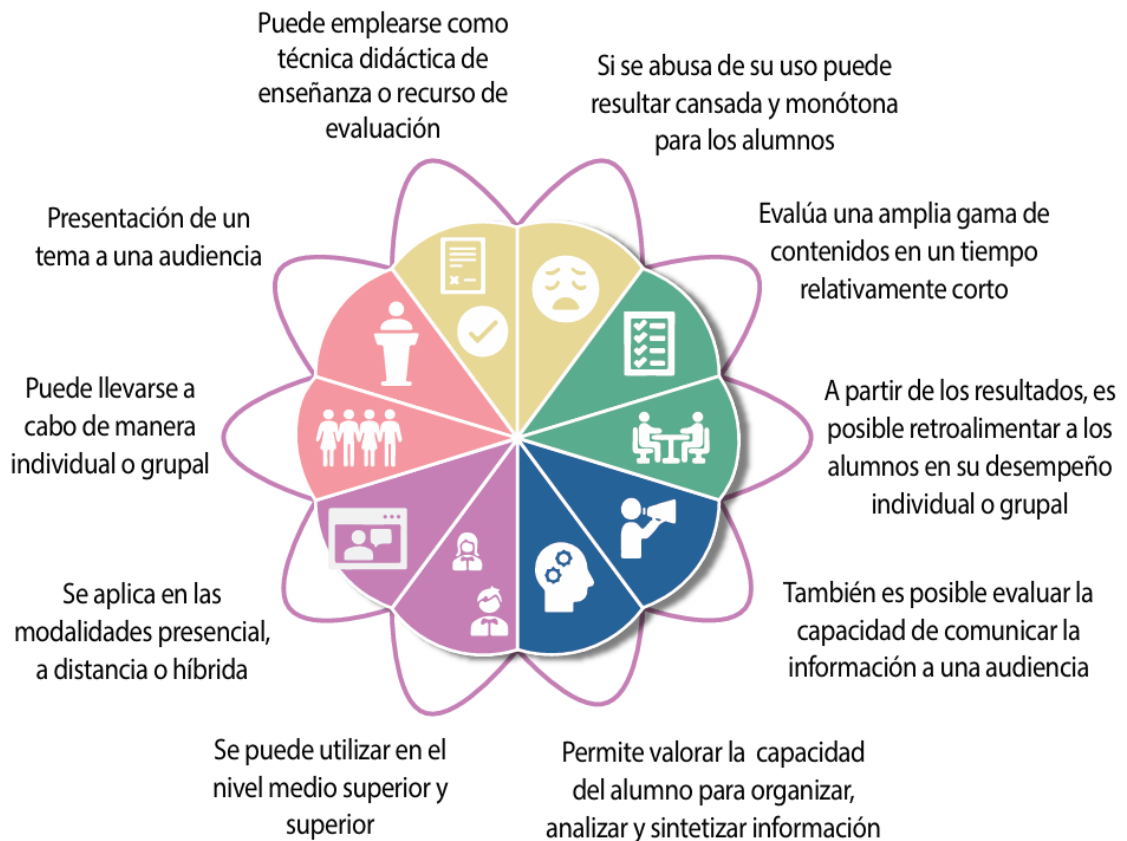 Puede emplearse como
técnica didáctica de
enseñanza o recurso de
evaluación
Si se abusa de su uso puede
resultar cansada y monótona
para los alumnos
Presentación de un
tema a una audiencia
Evalúa una amplia gama de
contenidos en un tiempo
relativamente corto
Puede llevarse a
cabo de manera
individual o grupal
A partir de los resultados, es
posible retroalimentar a los
alumnos en su desempeño
individual o grupal
Se aplica en las
modalidades presencial,
a distancia o híbrida
También es posible evaluar la
capacidad de comunicar la
información a una audiencia
Se puede utilizar en el
nivel medio superior y
superior
Permite valorar la capacidad
del alumno para organizar,
analizar y sintetizar información